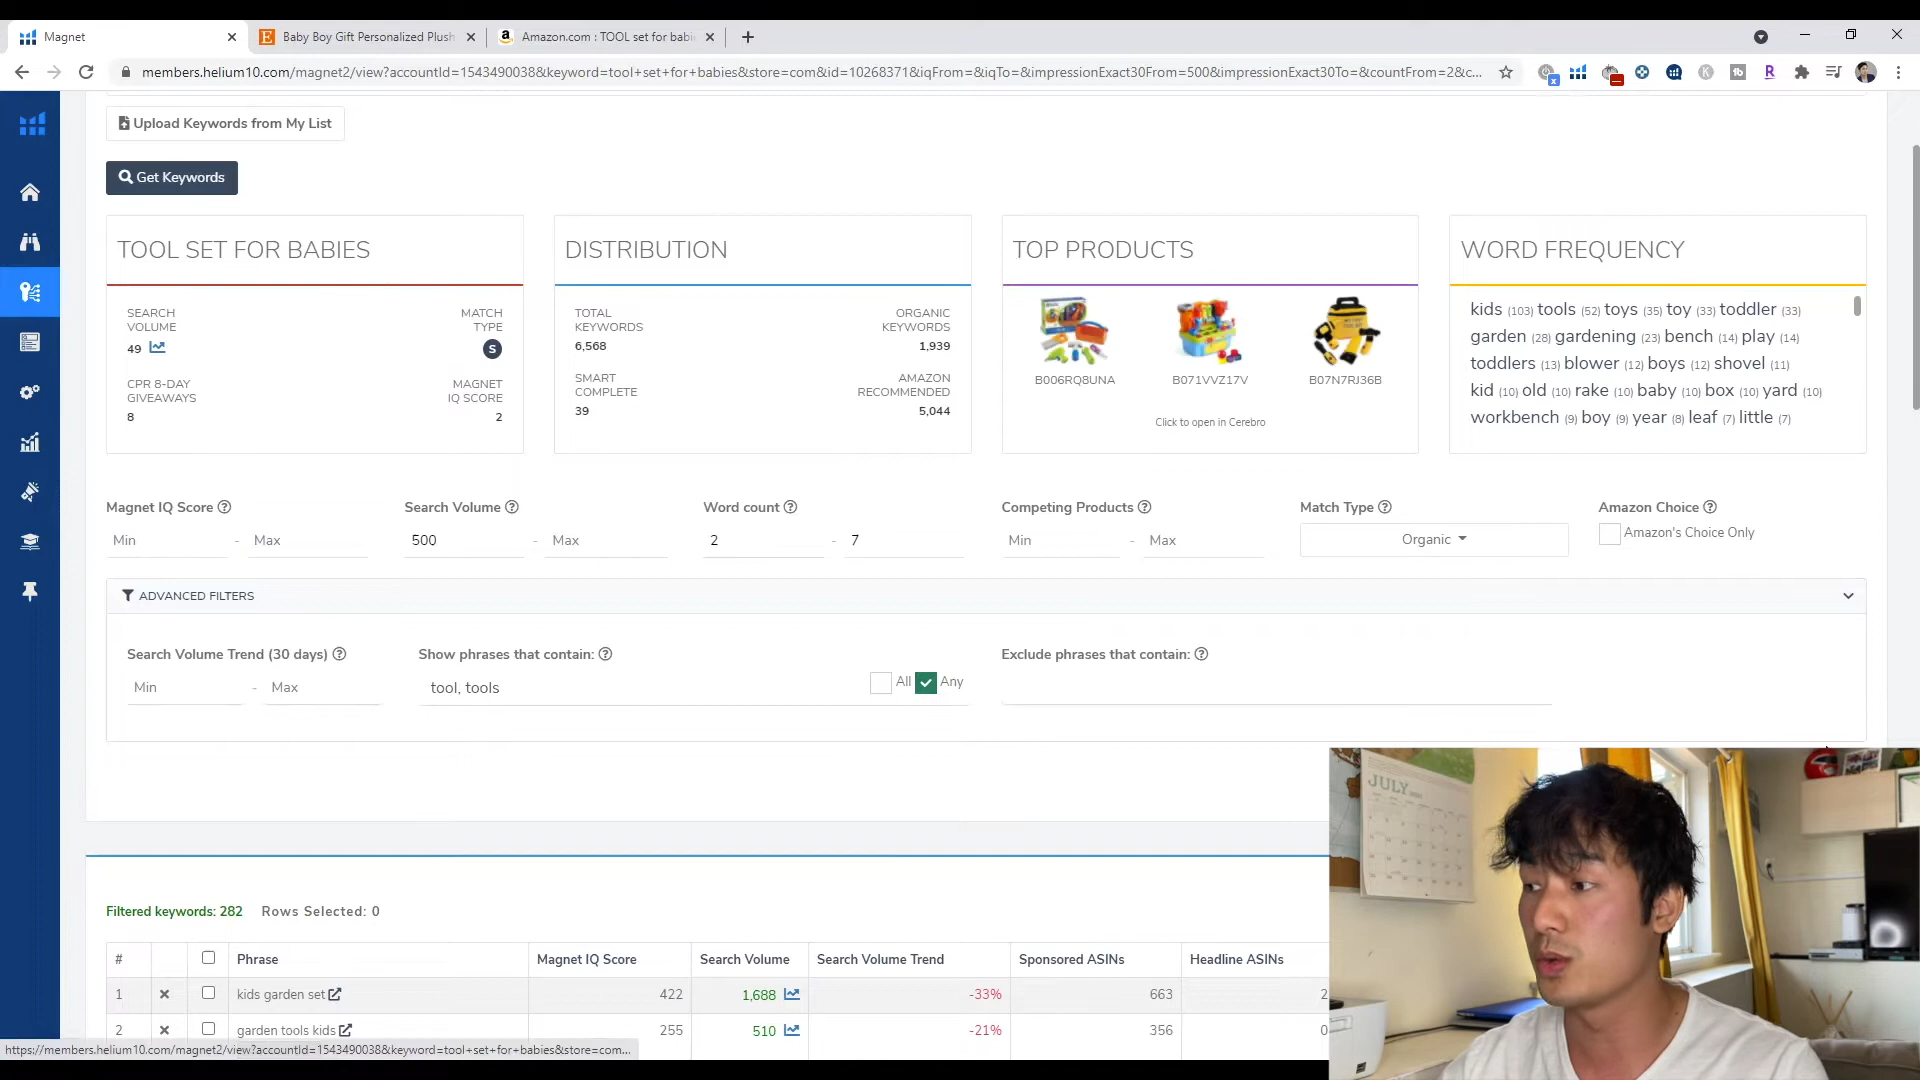 Magnet
Baby Boy Gift Personalized Plush
Amazon.com : TOOL set for babi
members.helium10.com/magnet2/view?accountId=1543490038&keyword=tool+set+for+babies&store=com&id=10268371&iqFrom=&iqTo=&impressionExact30From=500&impressionExact30To=&countFrom=2&c...
Upload Keywords from My List
Get Keywords
TOOL SET FOR BABIES
SEARCH VOLUME
49
MATCH TYPE
S
CPR 8-DAY GIVEAWAYS
8
MAGNET IQ SCORE
2
DISTRIBUTION
TOTAL KEYWORDS
6,568
ORGANIC KEYWORDS
1,939
SMART COMPLETE
39
AMAZON RECOMMENDED
5,044
TOP PRODUCTS
B006RQ8UNA B071VVZ17V B07N7RJ36B
Click to open in Cerebro
WORD FREQUENCY
kids (103) tools (52) toys (35) toy (33) toddler (33)
garden (28) gardening (23) bench (14) play (14)
toddlers (13) blower (12) boys (12) shovel (11)
kid (10) old (10) rake (10) baby (10) box (10) yard (10)
workbench (9) boy (9) year (8) leaf (7) little (7)
Magnet IQ Score Search Volume Word count Competing Products Match Type Amazon Choice
Min - Max 500 - Max 2 - 7 Min - Max Organic Amazon's Choice Only
ADVANCED FILTERS
Search Volume Trend (30 days) Show phrases that contain: Exclude phrases that contain:
Min - Max tool, tools All Any
JULY
Filtered keywords: 282 Rows Selected: 0
# Phrase Magnet IQ Score Search Volume Search Volume Trend Sponsored ASINs Headline ASINs
1 kids garden set 422 1,688 -33% 663 2
2 garden tools kids 255 510 -21% 356 0
https://members.helium10.com/magnet2/view?accountId=1543490038&keyword=tool+set+for+babies&store=com...